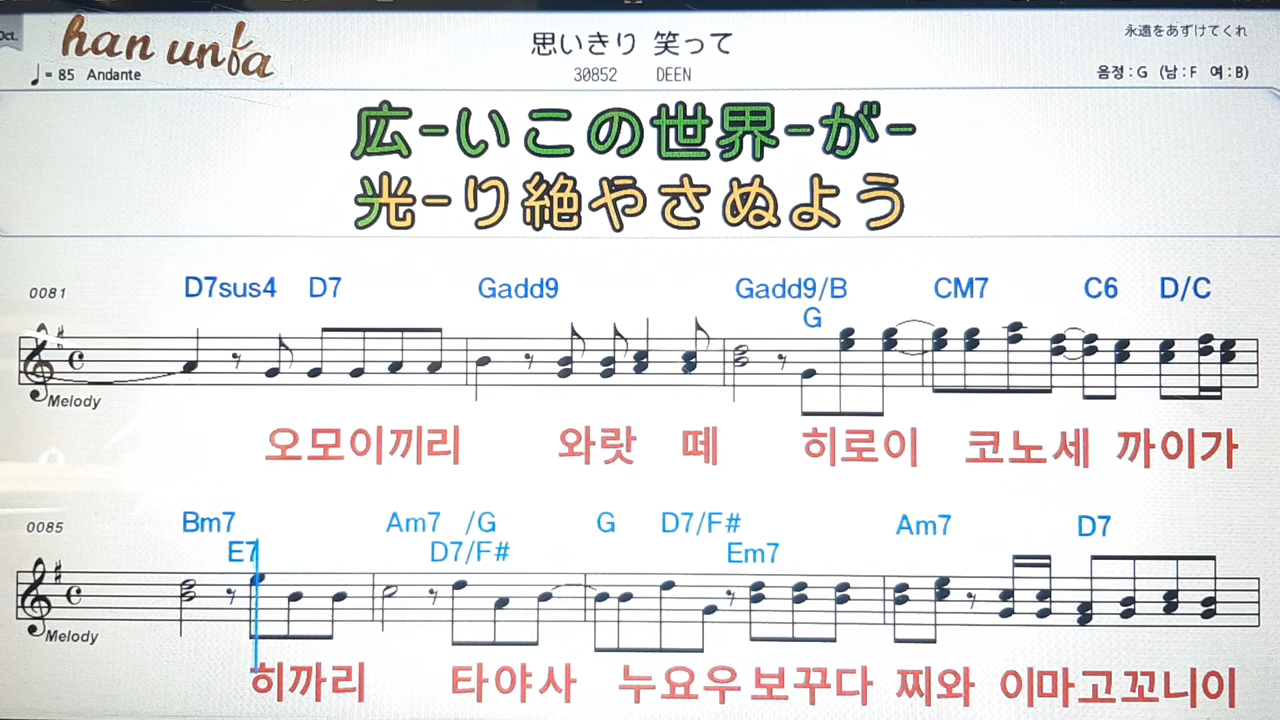 Oct.
han unfa
♩= 85 Andante
思いきり 笑って
30852 DEEN
永遠をあずけてくれ
음정:G (남:F 여:B)
広-いこの世界-が-
光-り絶やさぬよう
0081
D7sus4 D7 Gadd9 Gadd9/B CM7 C6 D/C
G
Melody
오모이끼리 와랏 떼 히로이 코노세 까이가
0085
Bm7 Am7 /G G D7/F# Am7 D7
E7 D7/F# Em7
Melody
히까리 타야사 누요우보꾸다 찌와 이마고꼬니이